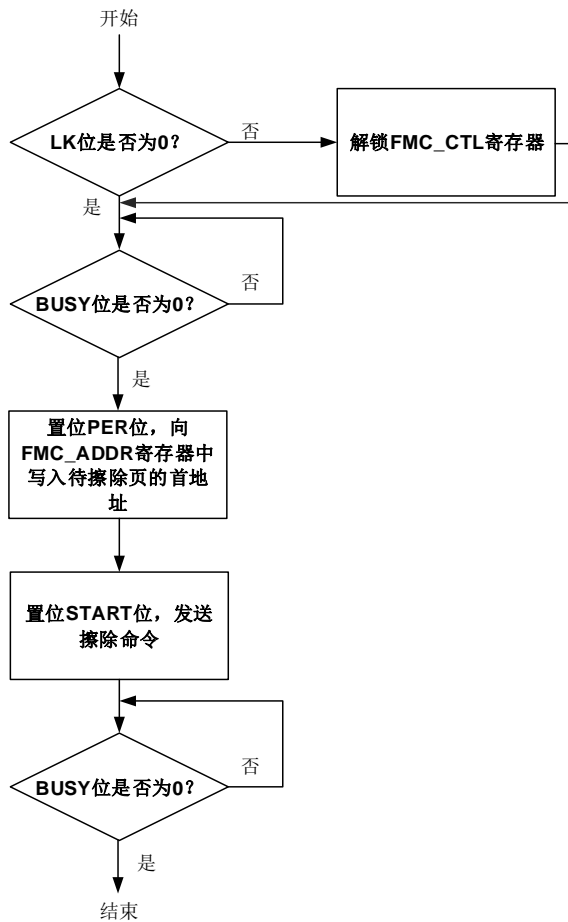 开始
LK位是否为0？
否
解锁FMC_CTL寄存器
是
否
BUSY位是否为0？
是
置位PER位，向
FMC_ADDR寄存器中
写入待擦除页的首地
址
置位START位，发送
擦除命令
否
BUSY位是否为0？
是
结束